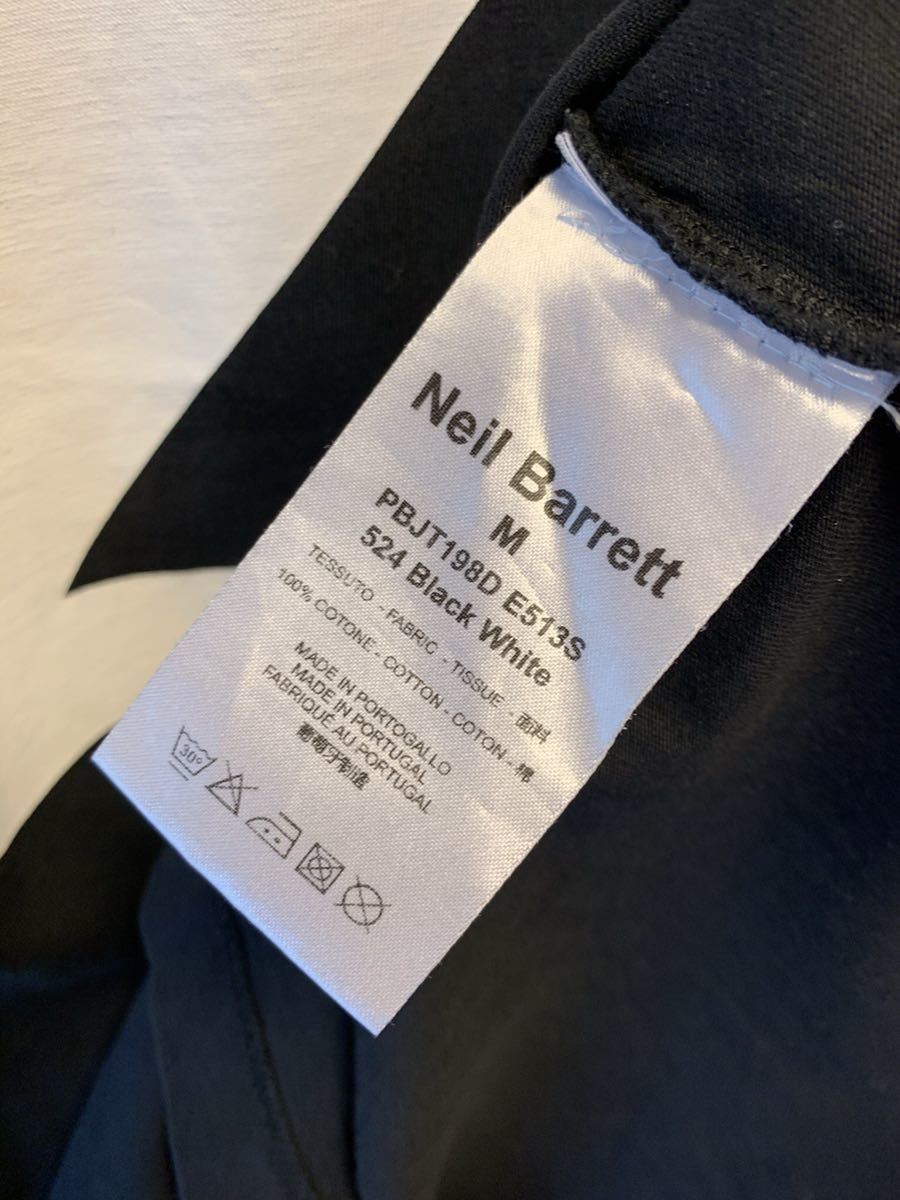 Neil Barrett
M
PBJT198D E513S
524 Black White
TESSUTO - FABRIC - TISSUE - 面料
100% COTONE - COTTON - COTON - 棉
MADE IN PORTOGALLO
MADE IN PORTUGAL
FABRIQUÉ AU PORTUGAL
葡萄牙制造
30°